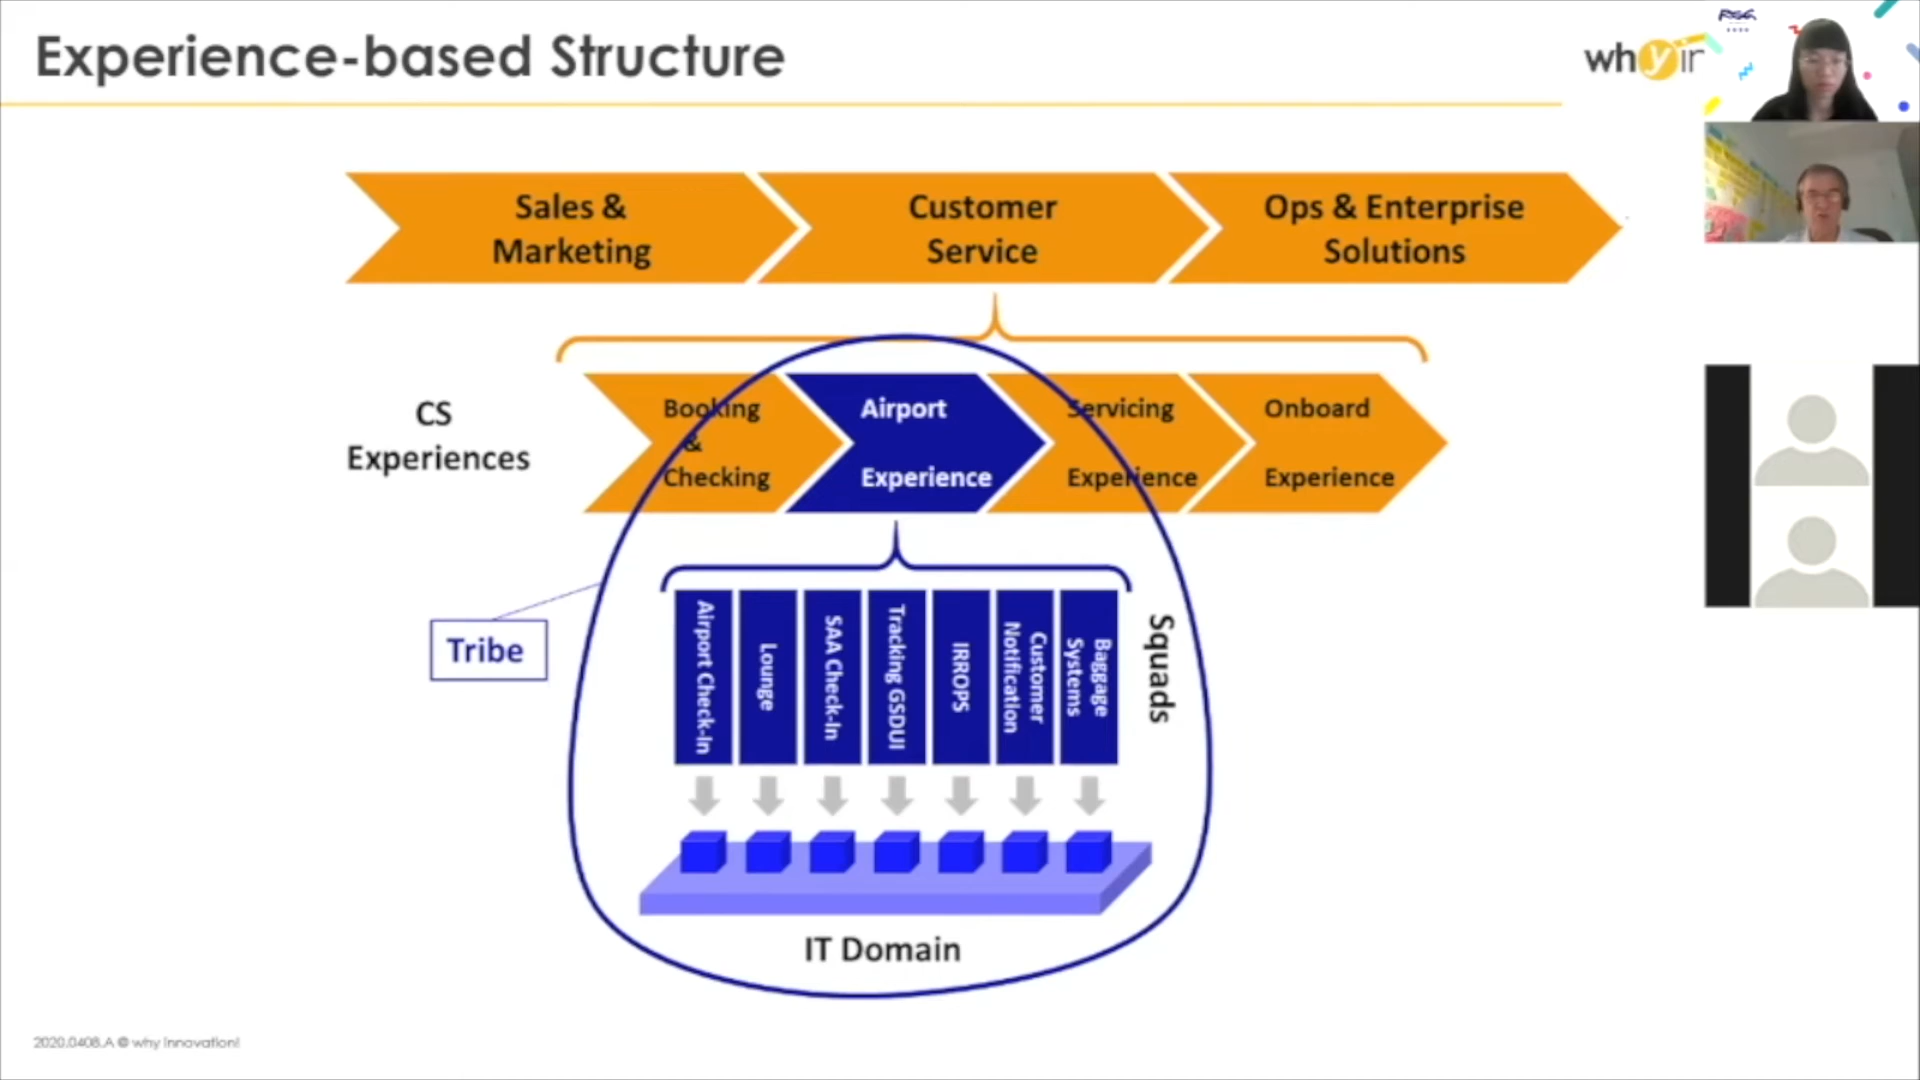 Experience-based Structure
whyin
Sales &
Marketing
Customer
Service
Ops & Enterprise
Solutions
CS
Experiences
Booking
&
Checking
Airport
Experience
Servicing
Experience
Onboard
Experience
Tribe
Airport Check-In
Lounge
SAA Check-In
Tracking GSDUI
IRROPS
Customer
Notification
Baggage
Systems
Squads
IT Domain
2020.0408.A © why innovation!